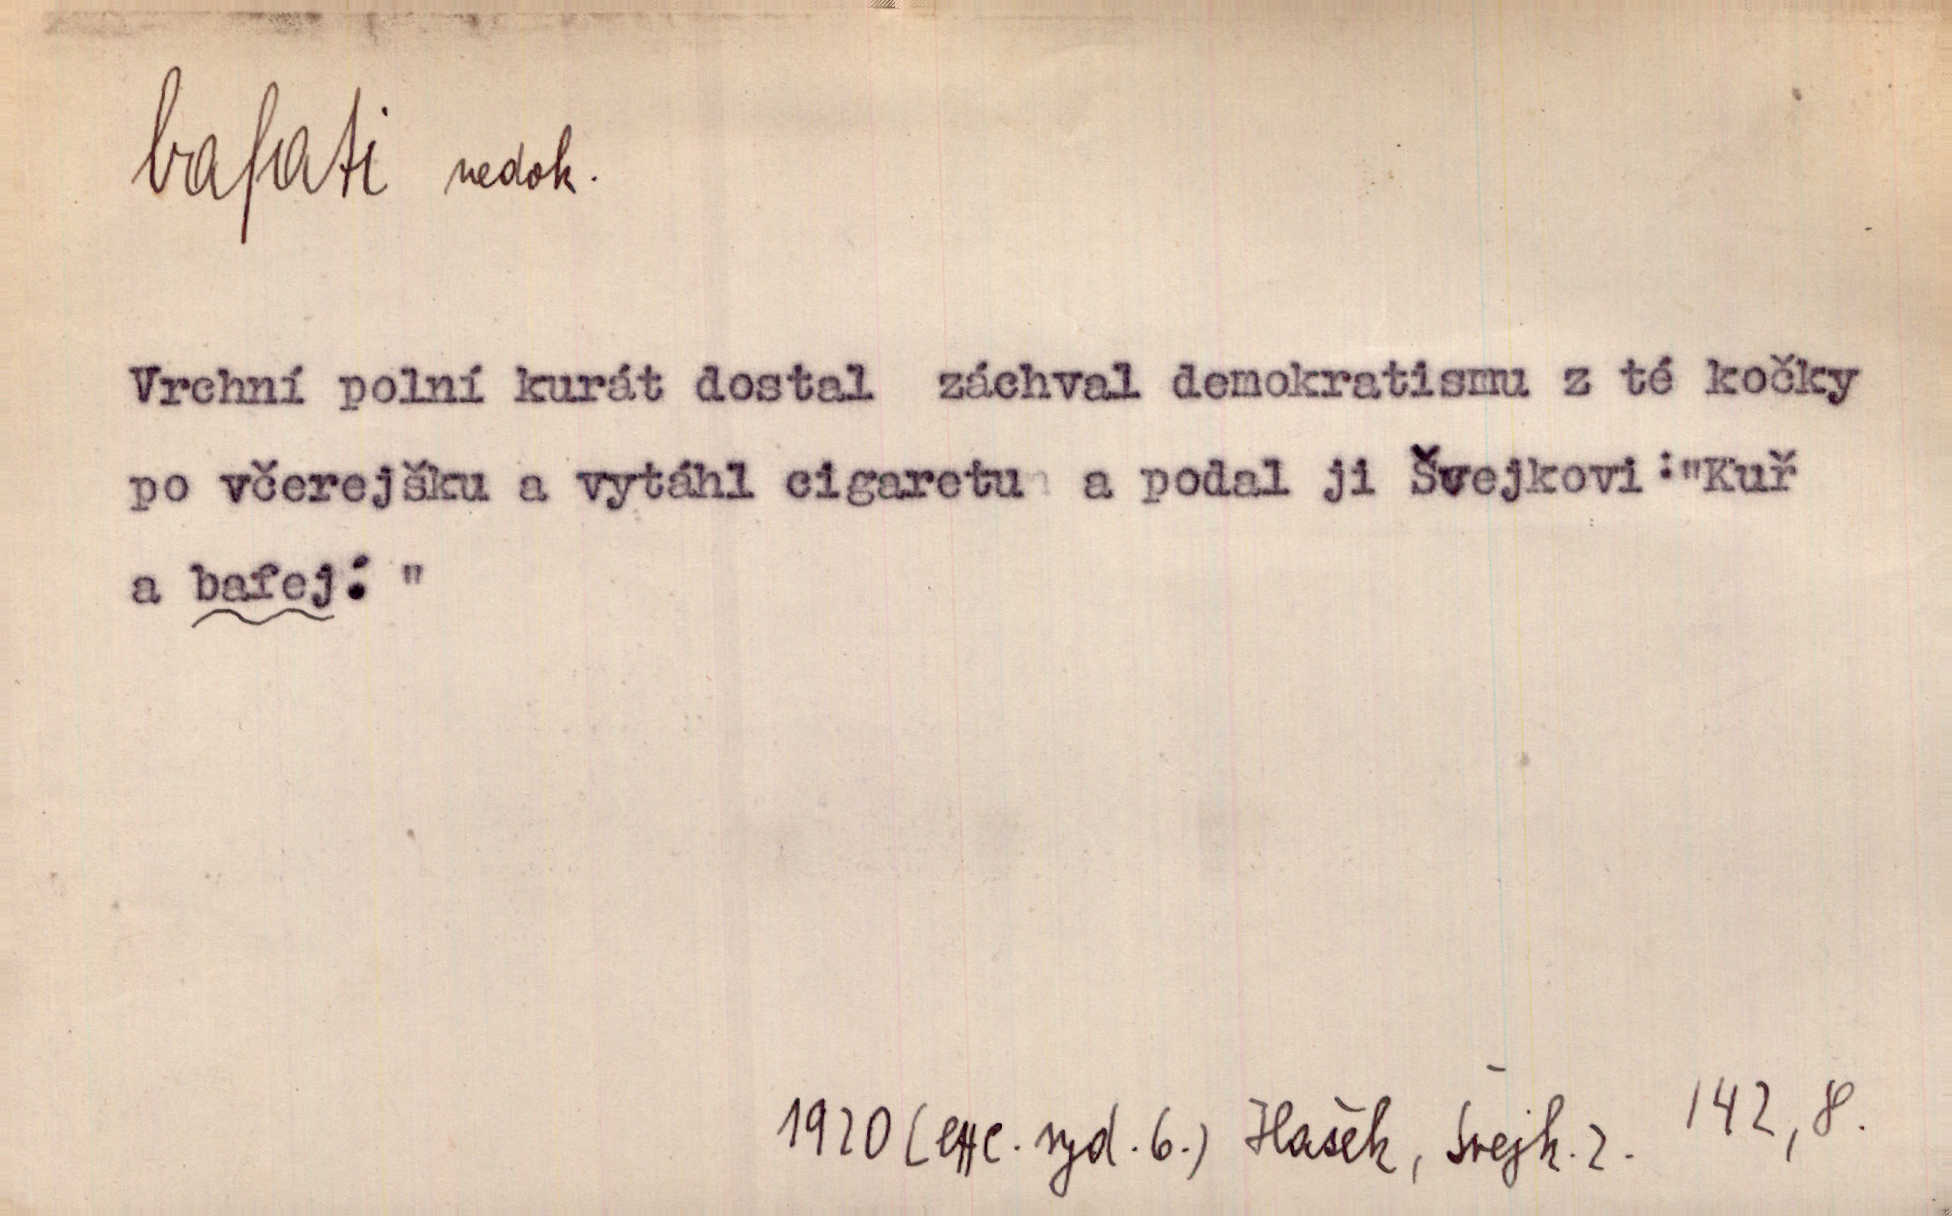 bafati nedok.
Vrchní polní kurát dostal záchval demokratismu z té kočky
po včerejšku a vytáhl cigaretu a podal ji Švejkovi:"Kuř
a bafej: "
1920 (exc. vyd. 6.) Hašek, Švejk. 2. 142, 8.